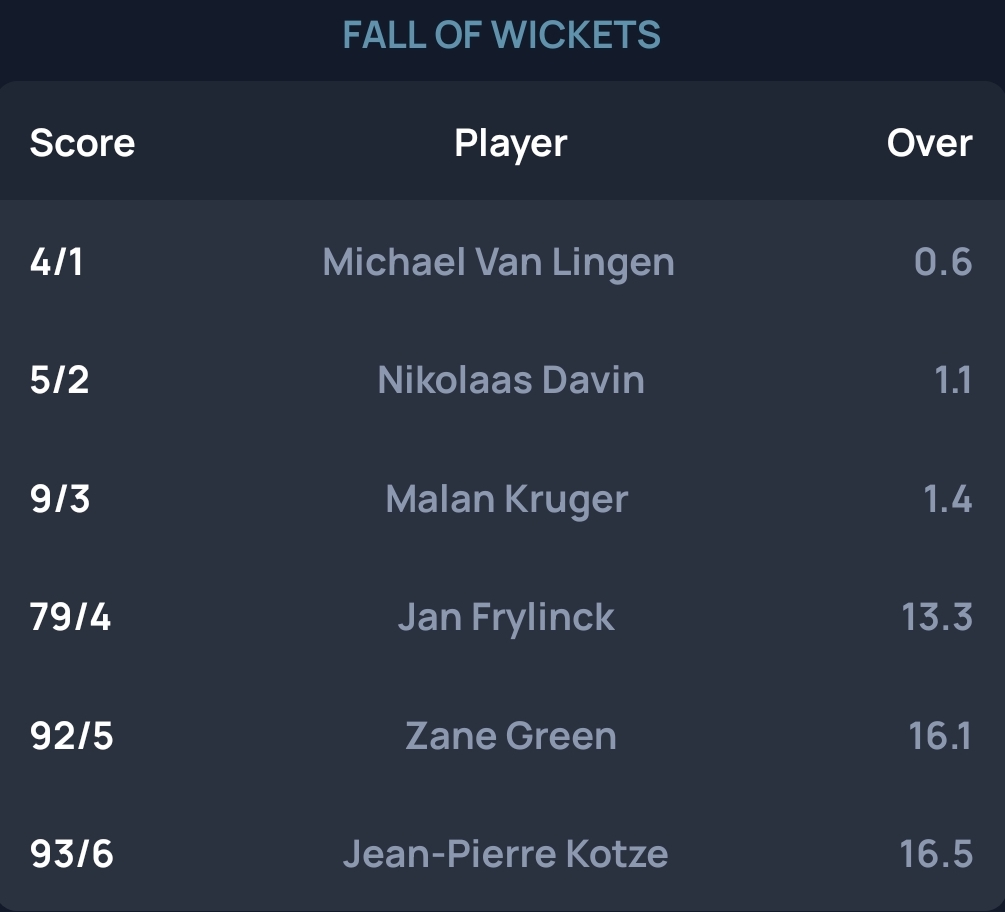 FALL OF WICKETS
Score Player Over
4/1 Michael Van Lingen 0.6
5/2 Nikolaas Davin 1.1
9/3 Malan Kruger 1.4
79/4 Jan Frylinck 13.3
92/5 Zane Green 16.1
93/6 Jean-Pierre Kotze 16.5